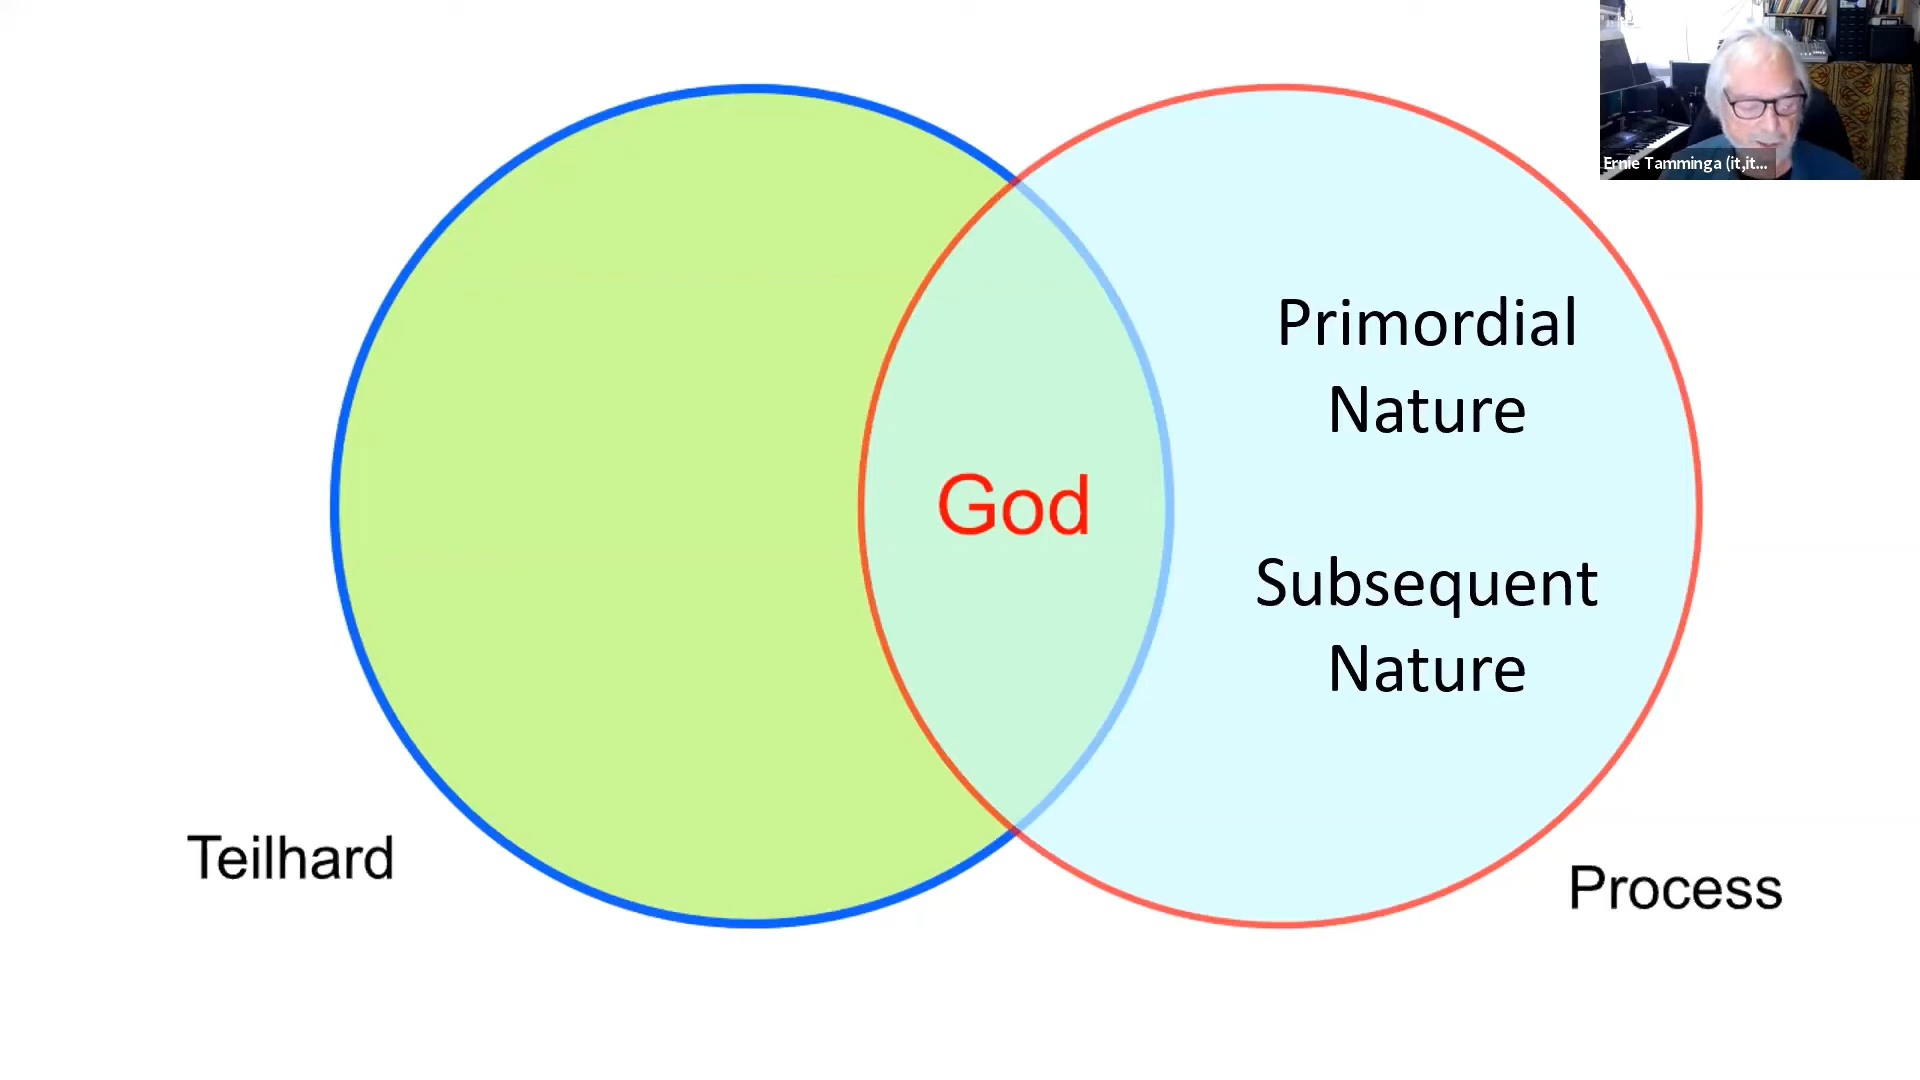 Ernie Tamminga (it,it...
Primordial
Nature
God
Subsequent
Nature
Teilhard
Process